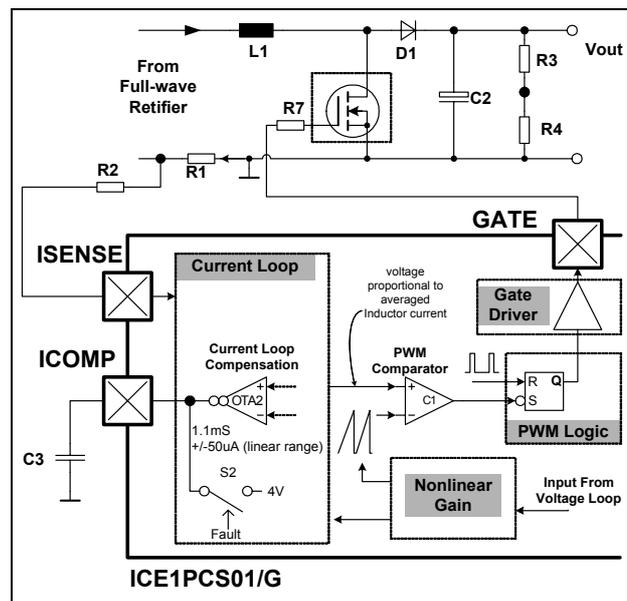 L1
D1
R3
Vout
From
Full-wave
Retifier
R7
C2
R4
R2
R1
GATE
ISENSE
Current Loop
voltage
proportional to
averaged
Inductor current
Gate
Driver
ICOMP
Current Loop
Compensation
PWM
Comparator
+
OTA2
−
+
C1
−
R
Q
S
PWM Logic
1.1mS
+/-50uA (linear range)
C3
S2
4V
Fault
Nonlinear
Gain
Input From
Voltage Loop
ICE1PCS01/G